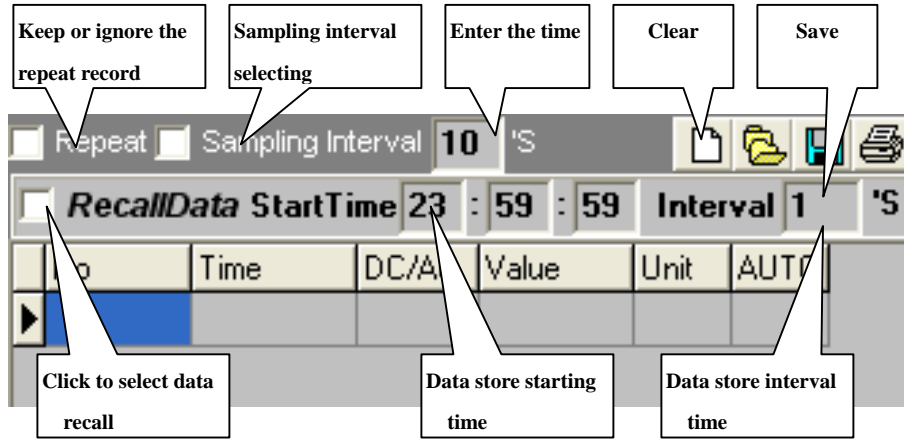 Keep or ignore the
repeat record
Sampling interval
selecting
Enter the time
Clear
Save
Repeat Sampling Interval 10 'S
RecallData StartTime 23 : 59 : 59 Interval 1 'S
Time DC/A Value Unit AUTO
Click to select data
recall
Data store starting
time
Data store interval
time